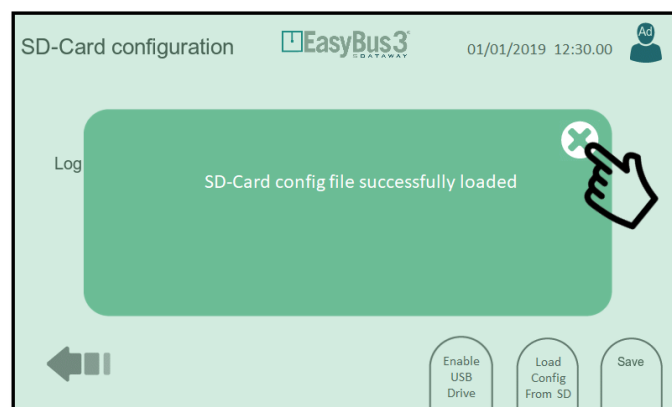 SD-Card configuration
EasyBus3
DATAWAY
01/01/2019 12:30.00
Ad
Log
SD-Card config file successfully loaded
Enable
USB
Drive
Load
Config
From SD
Save